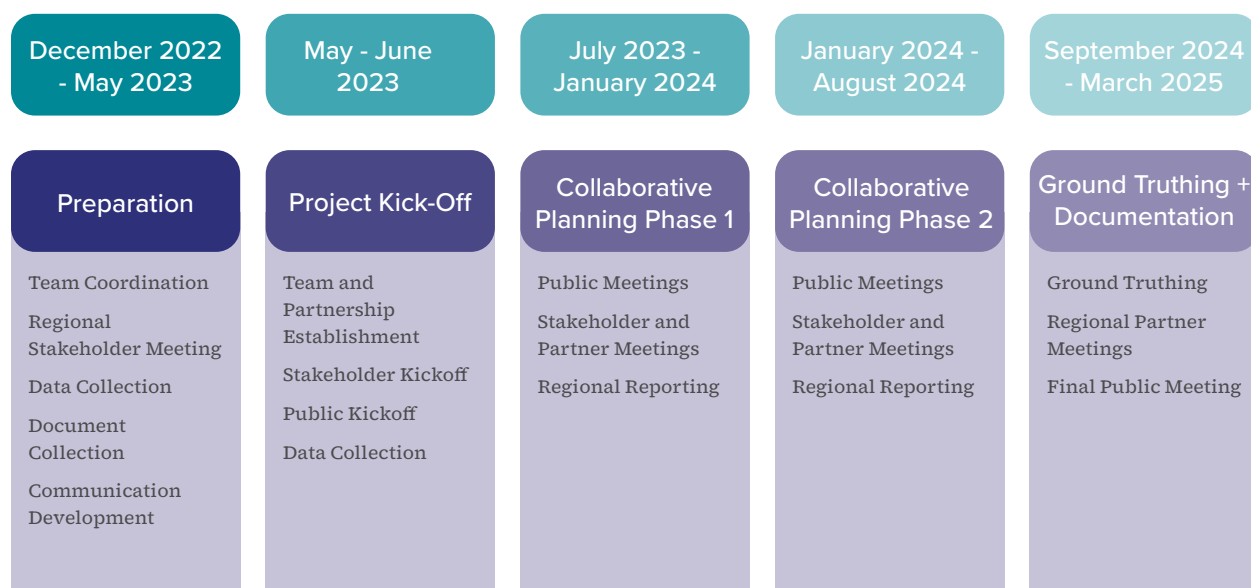 December 2022
- May 2023
May - June
2023
July 2023 -
January 2024
January 2024 -
August 2024
September 2024
- March 2025
Preparation
Project Kick-Off
Collaborative
Planning Phase 1
Collaborative
Planning Phase 2
Ground Truthing +
Documentation
Team Coordination
Regional
Stakeholder Meeting
Data Collection
Document
Collection
Communication
Development
Team and
Partnership
Establishment
Stakeholder Kickoff
Public Kickoff
Data Collection
Public Meetings
Stakeholder and
Partner Meetings
Regional Reporting
Public Meetings
Stakeholder and
Partner Meetings
Regional Reporting
Ground Truthing
Regional Partner
Meetings
Final Public Meeting